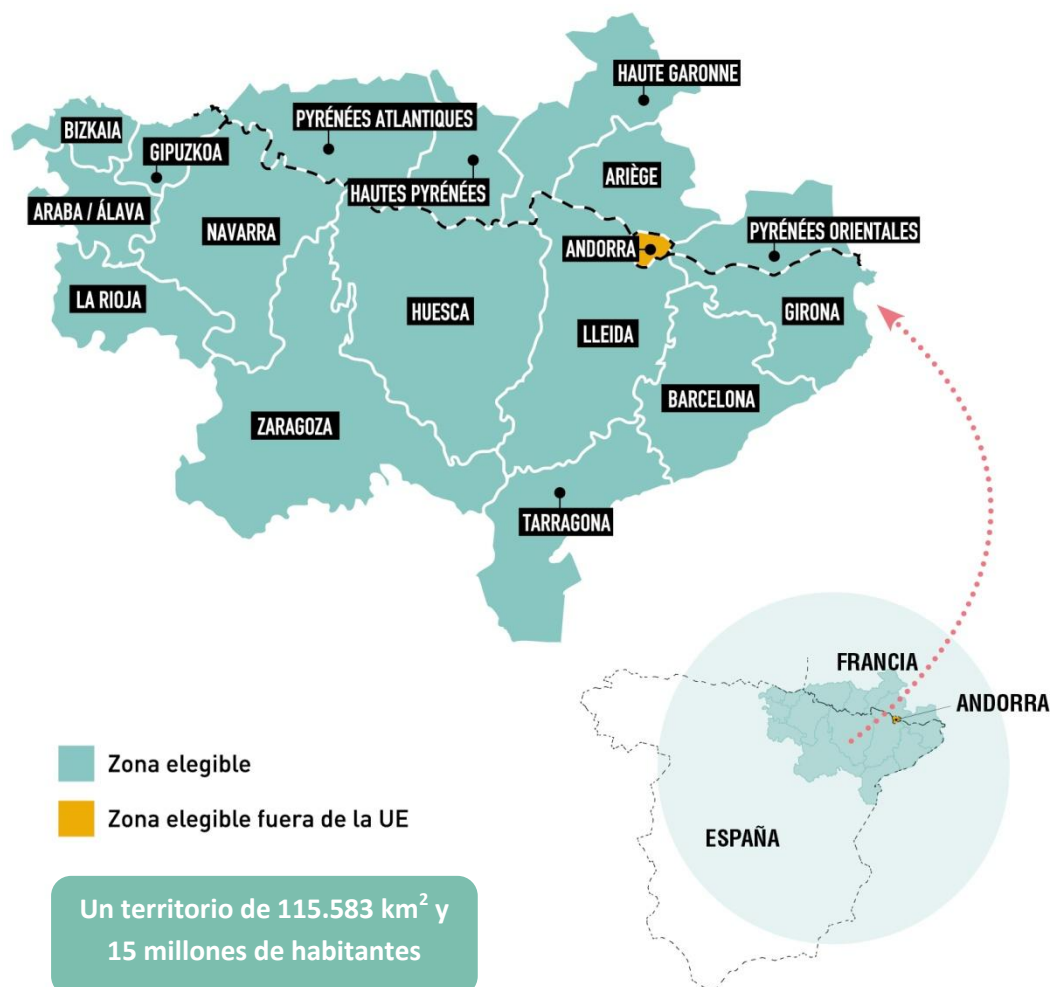 HAUTE GARONNE
PYRÉNÉES ATLANTIQUES
BIZKAIA
GIPUZKOA
ARIÈGE
HAUTES PYRÉNÉES
ARABA / ÁLAVA
NAVARRA
PYRÉNÉES ORIENTALES
ANDORRA
LA RIOJA
HUESCA
LLEIDA
GIRONA
BARCELONA
ZARAGOZA
TARRAGONA
FRANCIA
ANDORRA
ESPAÑA
Zona elegible
Zona elegible fuera de la UE
Un territorio de 115.583 km² y
15 millones de habitantes